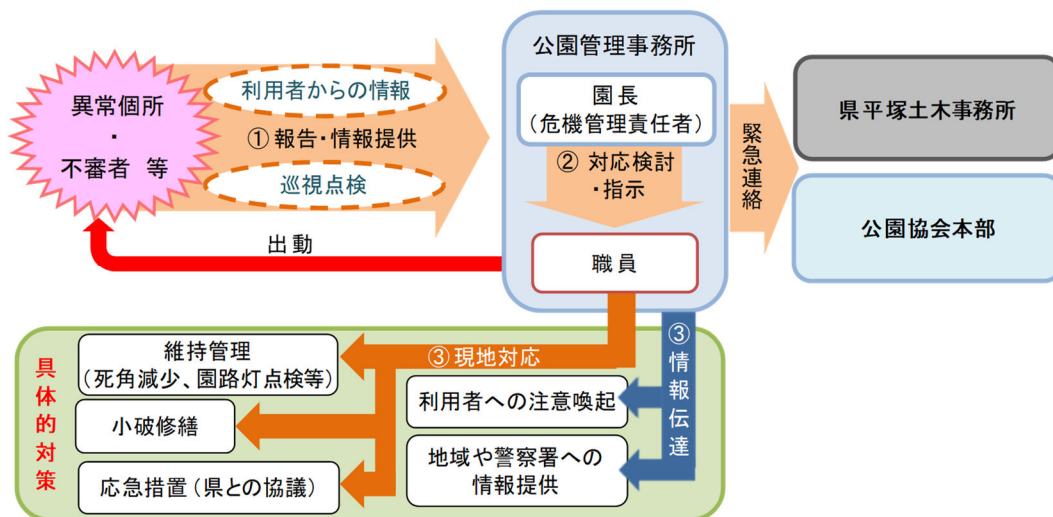 異常個所
・
不審者 等
利用者からの情報
① 報告・情報提供
巡視点検
公園管理事務所
園長
(危機管理責任者)
② 対応検討
・指示
職員
緊急連絡
県平塚土木事務所
公園協会本部
出動
具体的対策
③現地対応
維持管理
(死角減少、園路灯点検等)
小破修繕
応急措置(県との協議)
③情報伝達
利用者への注意喚起
地域や警察署への
情報提供